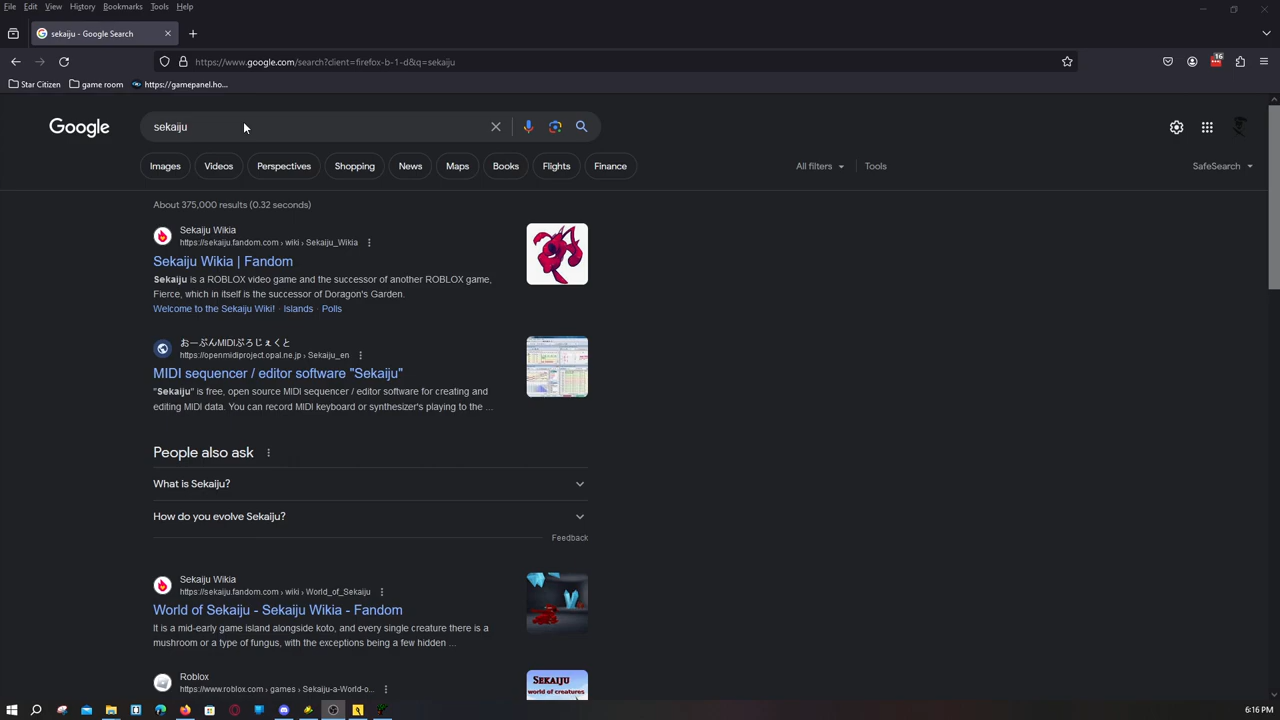 File Edit View History Bookmarks Tools Help
sekaiju - Google Search
https://www.google.com/search?client=firefox-b-1-d&q=sekaiju
16
Star Citizen game room https://gamepanel.ho...
Google sekaiju
Images Videos Perspectives Shopping News Maps Books Flights Finance All filters Tools SafeSearch
About 375,000 results (0.32 seconds)
Sekaiju Wikia
https://sekaiju.fandom.com › wiki › Sekaiju_Wikia
Sekaiju Wikia | Fandom
Sekaiju is a ROBLOX video game and the successor of another ROBLOX game,
Fierce, which in itself is the successor of Doragon's Garden.
Welcome to the Sekaiju Wiki! · Islands · Polls
おーぷんMIDIぷろじぇくと
https://openmidiproject.opal.ne.jp › Sekaiju_en
MIDI sequencer / editor software "Sekaiju"
"Sekaiju" is free, open source MIDI sequencer / editor software for creating and
editing MIDI data. You can record MIDI keyboard or synthesizer's playing to the ...
People also ask
What is Sekaiju?
How do you evolve Sekaiju?
Feedback
Sekaiju Wikia
https://sekaiju.fandom.com › wiki › World_of_Sekaiju
World of Sekaiju - Sekaiju Wikia - Fandom
It is a mid-early game island alongside koto, and every single creature there is a
mushroom or a type of fungus, with the exceptions being a few hidden ...
Roblox
https://www.roblox.com › games › Sekaiju-a-World-o...
SEKAIJU
world of creatures
6:16 PM